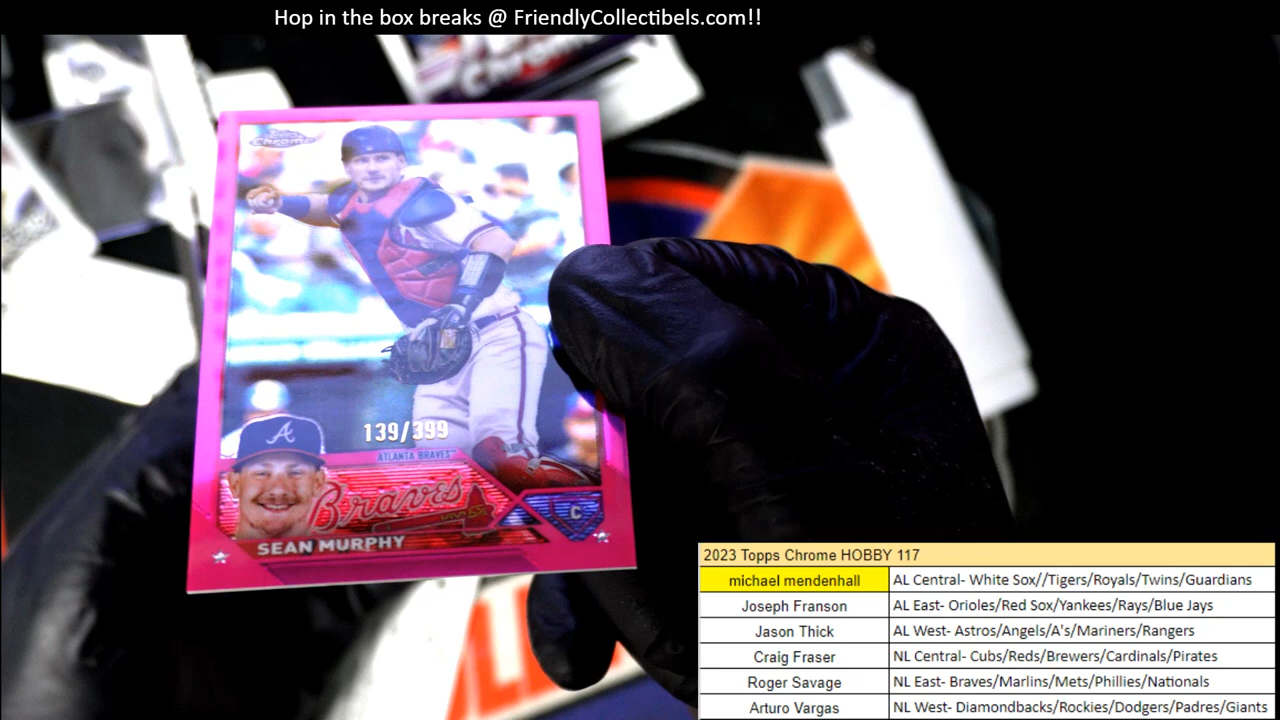 Hop in the box breaks @ FriendlyCollectibels.com!!
Topps
Chrome
139/399
ATLANTA BRAVES
Braves
C
SEAN MURPHY
2023 Topps Chrome HOBBY 117
michael mendenhall AL Central- White Sox//Tigers/Royals/Twins/Guardians
Joseph Franson AL East- Orioles/Red Sox/Yankees/Rays/Blue Jays
Jason Thick AL West- Astros/Angels/A's/Mariners/Rangers
Craig Fraser NL Central- Cubs/Reds/Brewers/Cardinals/Pirates
Roger Savage NL East- Braves/Marlins/Mets/Phillies/Nationals
Arturo Vargas NL West- Diamondbacks/Rockies/Dodgers/Padres/Giants